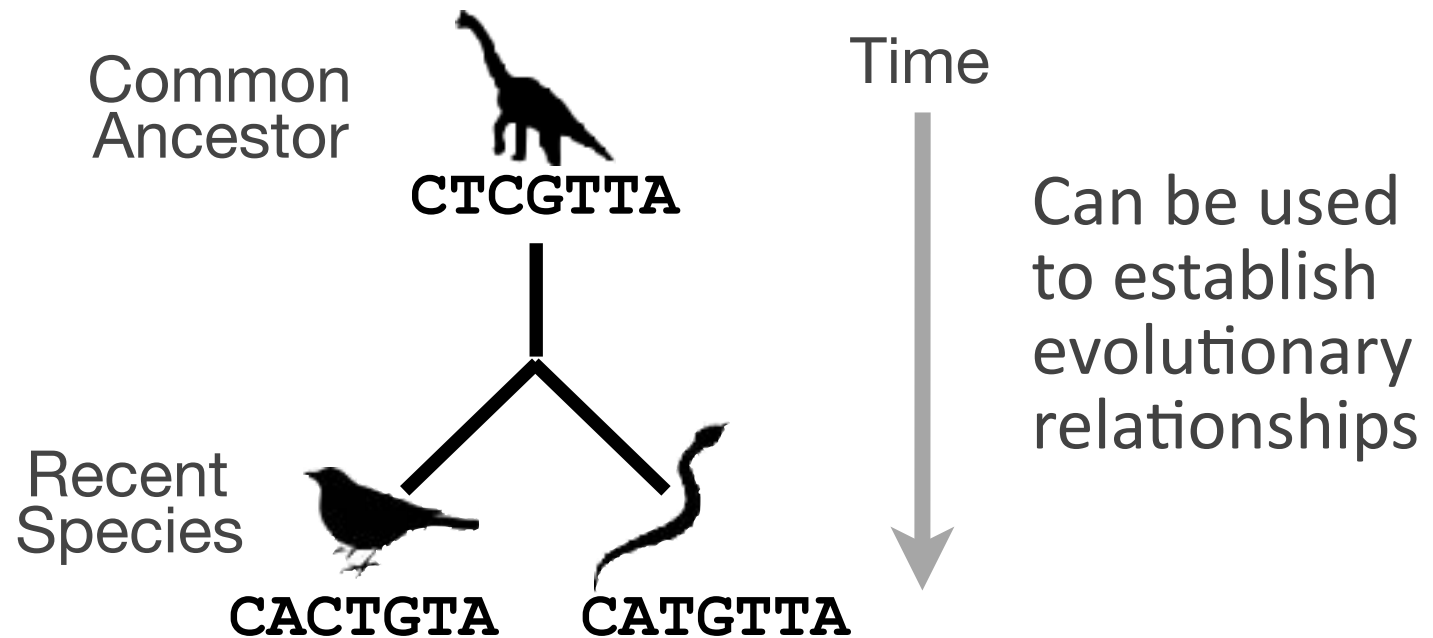 Common
Ancestor
CTCGTTA
Time
Can be used
to establish
evolutionary
relationships
Recent
Species
CACTGTA
CATGTTA